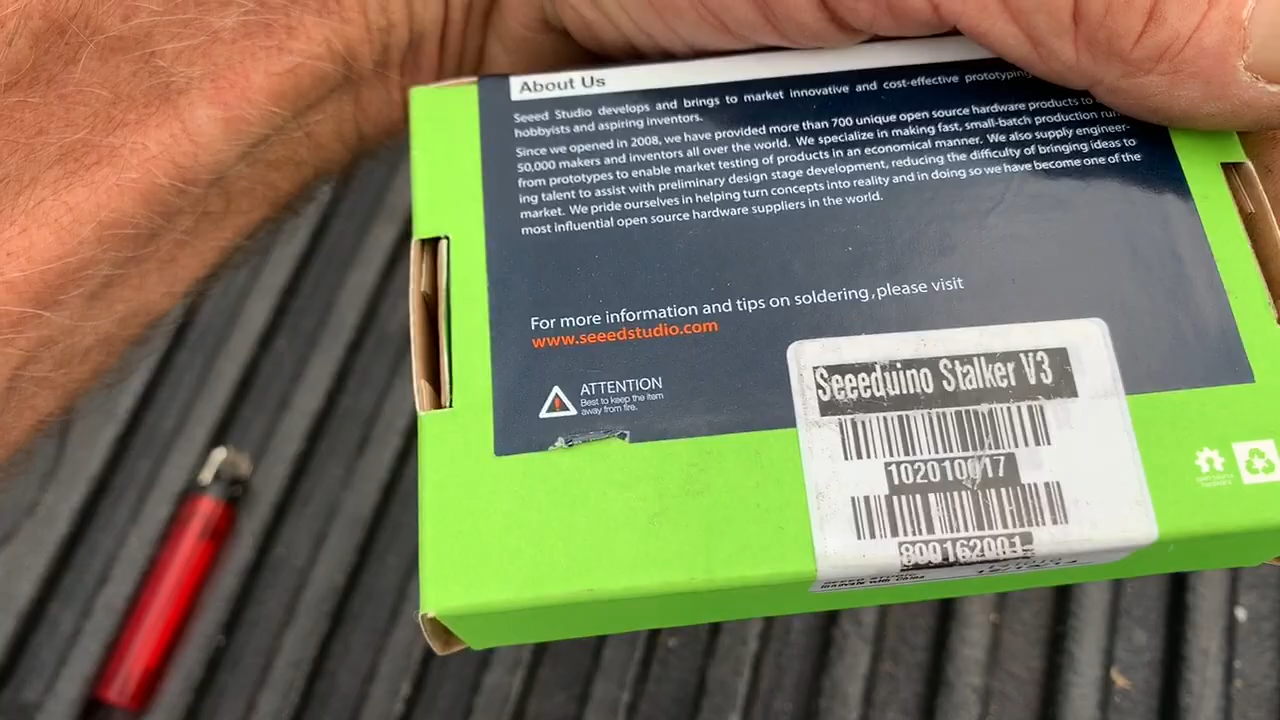 About Us
Seeed Studio develops and brings to market innovative and cost-effective prototyping
hobbyists and aspiring inventors.
Since we opened in 2008, we have provided more than 700 unique open source hardware products to
50,000 makers and inventors all over the world. We specialize in making fast, small-batch production
from prototypes to enable market testing of products in an economical manner. We also supply engineer-
ing talent to assist with preliminary design stage development, reducing the difficulty of bringing ideas to
market. We pride ourselves in helping turn concepts into reality and in doing so we have become one of the
most influential open source hardware suppliers in the world.
For more information and tips on soldering,please visit
www.seeedstudio.com
ATTENTION
Best to keep the item
away from fire.
Seeeduino Stalker V3
102010017
800162001
open source
hardware